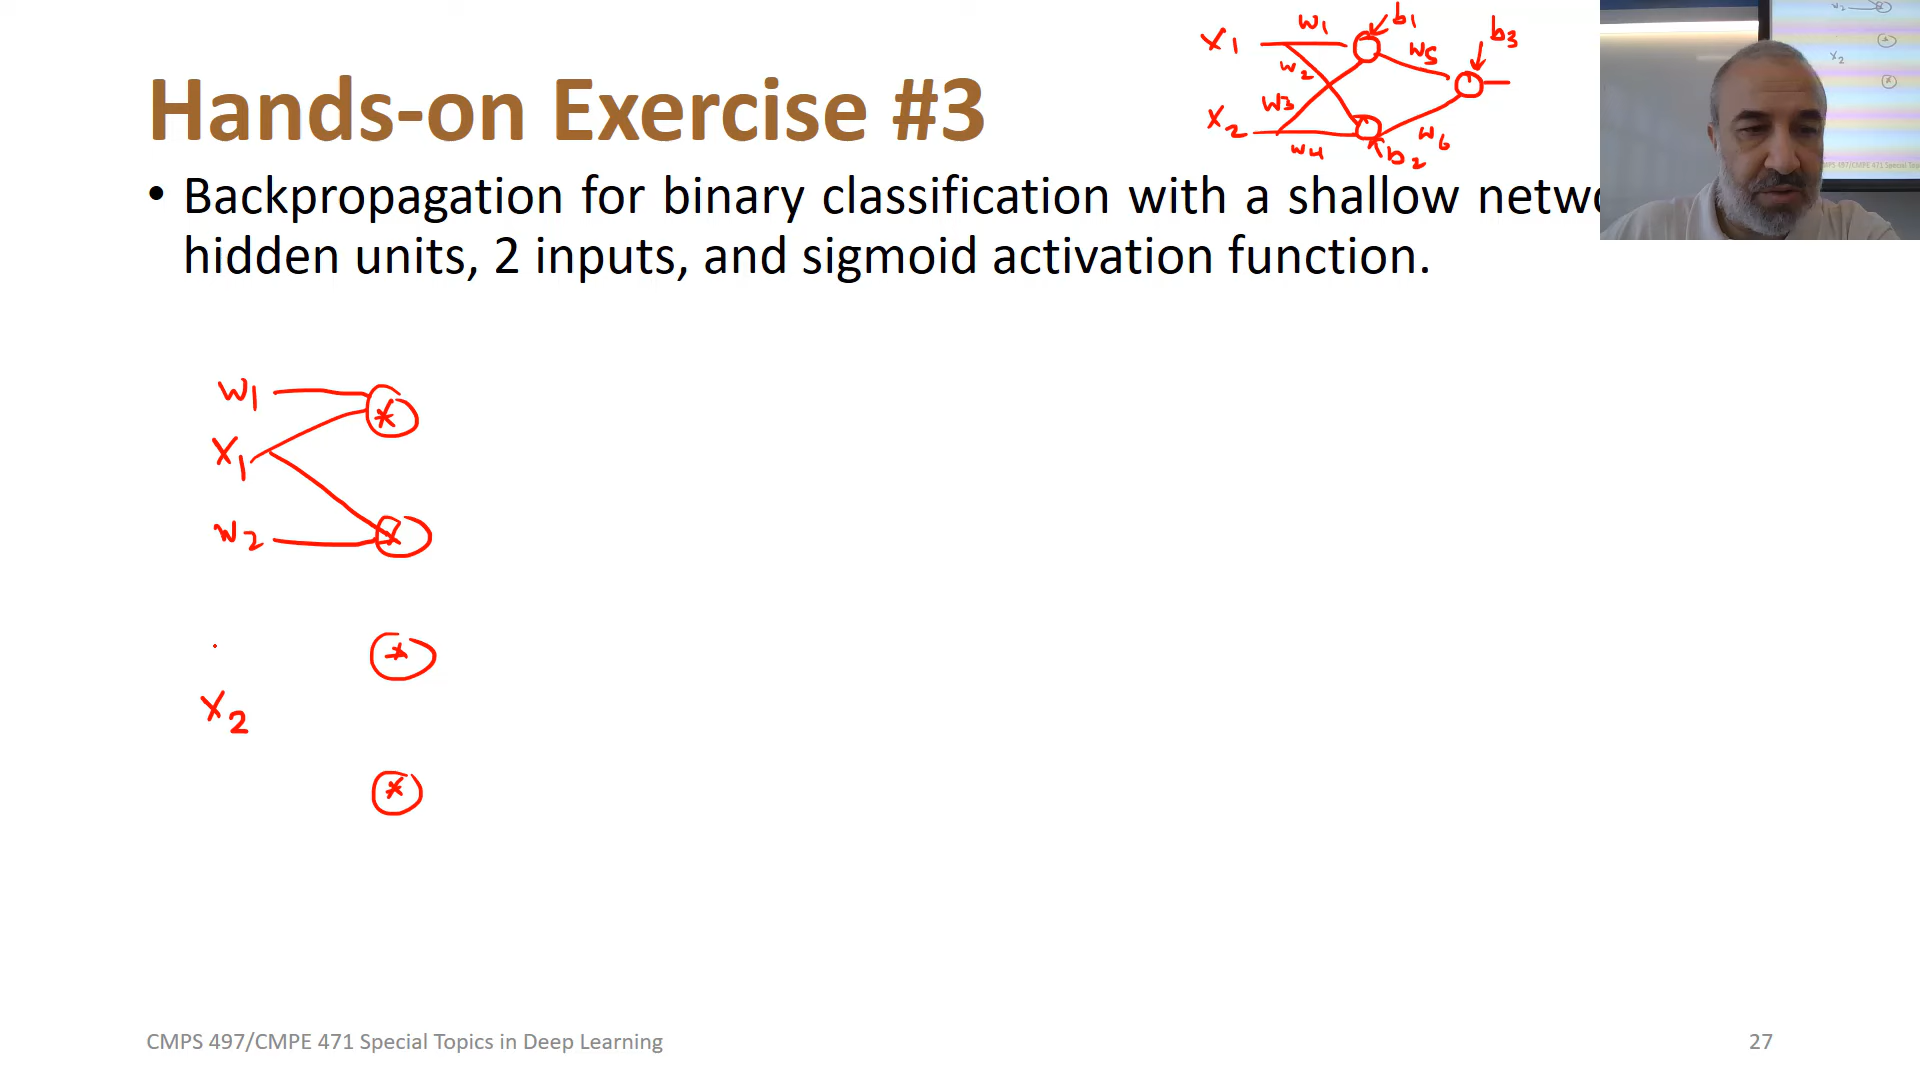 x1 w1 b1 b3
w2 w5
w3
x2 w4 b2 w6
Hands-on Exercise #3
• Backpropagation for binary classification with a shallow
hidden units, 2 inputs, and sigmoid activation function.
w1
*
x1
w2
*
*
x2
*
CMPS 497/CMPE 471 Special Topics in Deep Learning
27